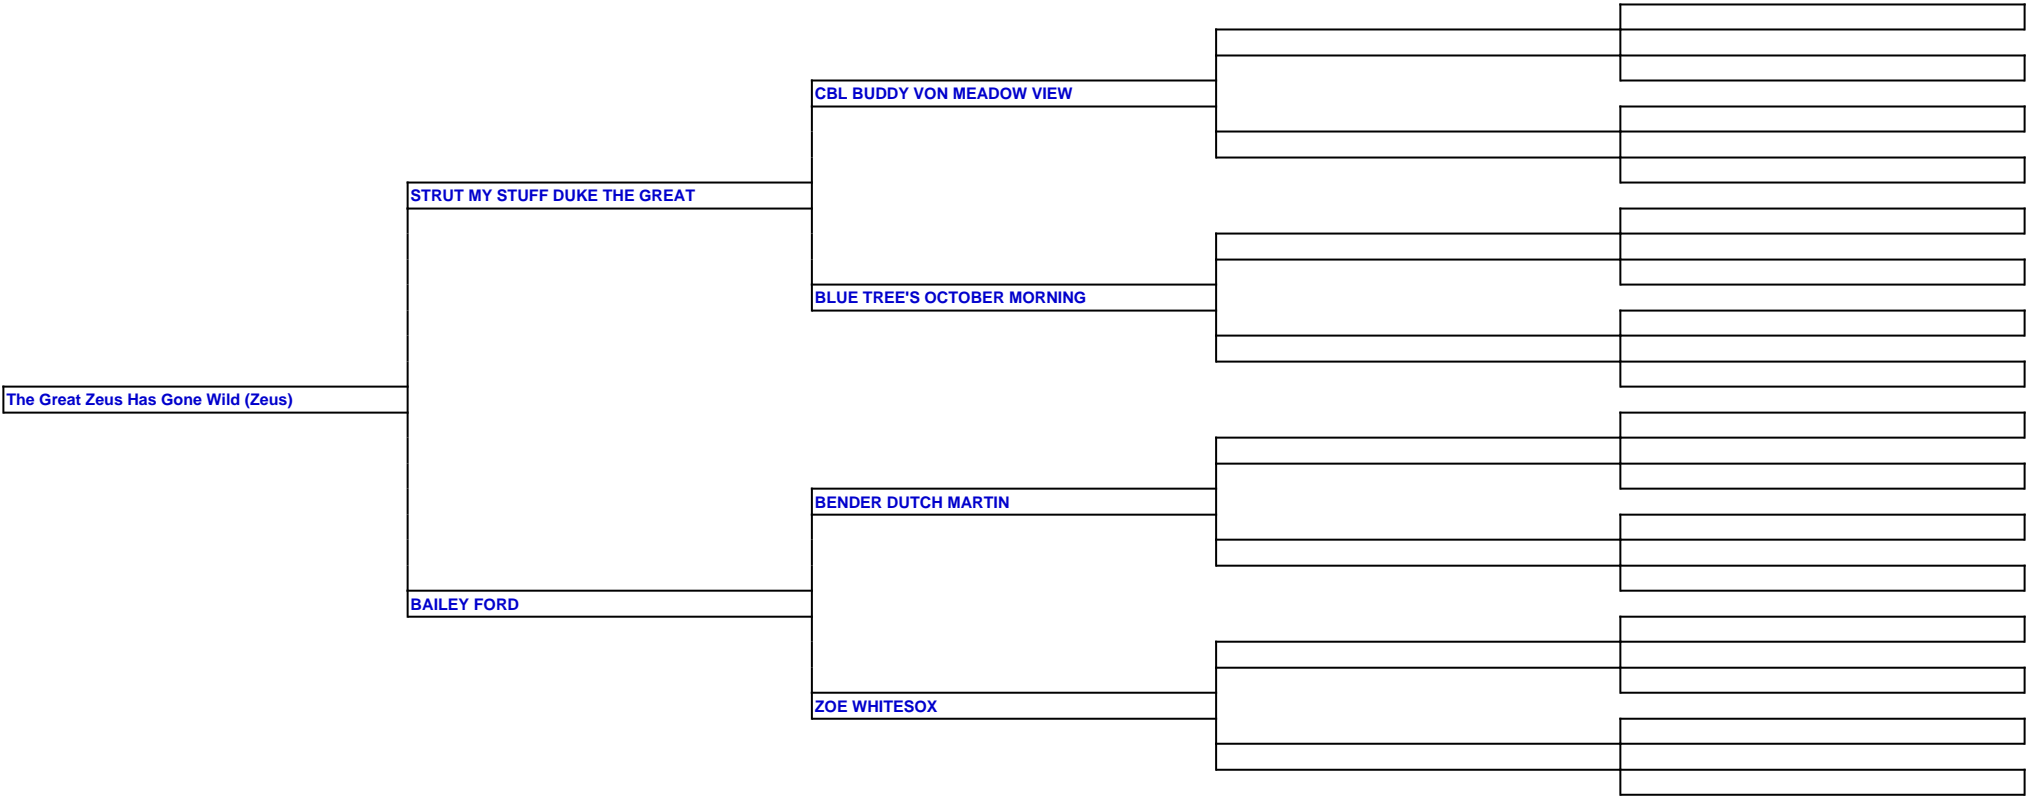 CBL BUDDY VON MEADOW VIEW
STRUT MY STUFF DUKE THE GREAT
BLUE TREE'S OCTOBER MORNING
The Great Zeus Has Gone Wild (Zeus)
BENDER DUTCH MARTIN
BAILEY FORD
ZOE WHITESOX